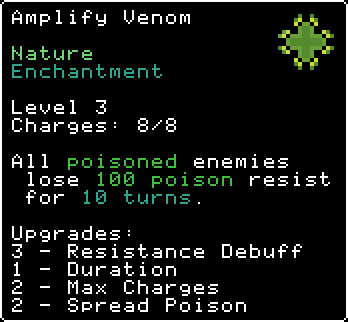 Amplify Venom
Nature
Enchantment
Level 3
Charges: 8/8
All poisoned enemies
lose 100 poison resist
for 10 turns.
Upgrades:
3 - Resistance Debuff
1 - Duration
2 - Max Charges
2 - Spread Poison